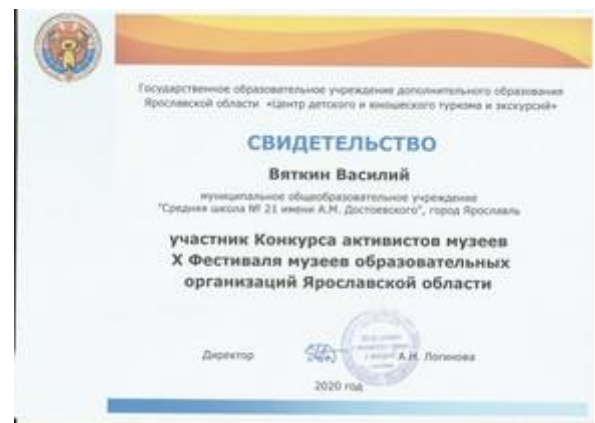 Государственное образовательное учреждение дополнительного образования
Ярославской области «Центр детского и юношеского туризма и экскурсий»
СВИДЕТЕЛЬСТВО
Вяткин Василий
муниципальное общеобразовательное учреждение
"Средняя школа № 21 имени А.М. Достоевского", город Ярославль
участник Конкурса активистов музеев
X Фестиваля музеев образовательных
организаций Ярославской области
Директор А.Н. Логинова
2020 год